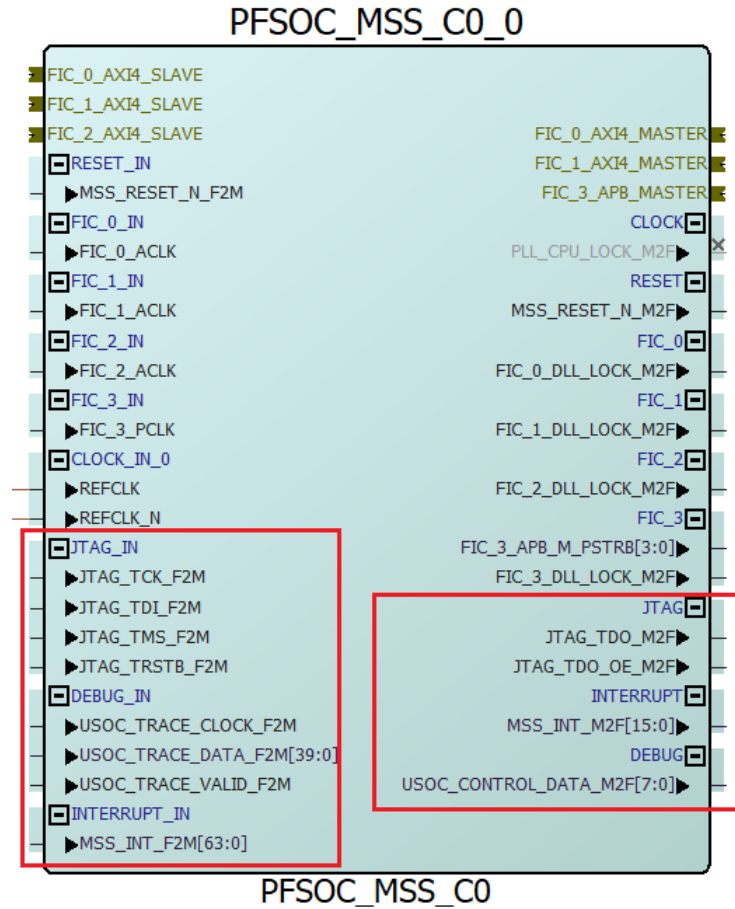 PFSOC_MSS_C0_0
FIC_0_AXI4_SLAVE
FIC_1_AXI4_SLAVE
FIC_2_AXI4_SLAVE
RESET_IN
MSS_RESET_N_F2M
FIC_0_IN
FIC_0_ACLK
FIC_1_IN
FIC_1_ACLK
FIC_2_IN
FIC_2_ACLK
FIC_3_IN
FIC_3_PCLK
CLOCK_IN_0
REFCLK
REFCLK_N
JTAG_IN
JTAG_TCK_F2M
JTAG_TDI_F2M
JTAG_TMS_F2M
JTAG_TRSTB_F2M
DEBUG_IN
USOC_TRACE_CLOCK_F2M
USOC_TRACE_DATA_F2M[39:0]
USOC_TRACE_VALID_F2M
INTERRUPT_IN
MSS_INT_F2M[63:0]
FIC_0_AXI4_MASTER
FIC_1_AXI4_MASTER
FIC_3_APB_MASTER
CLOCK
PLL_CPU_LOCK_M2F
RESET
MSS_RESET_N_M2F
FIC_0
FIC_0_DLL_LOCK_M2F
FIC_1
FIC_1_DLL_LOCK_M2F
FIC_2
FIC_2_DLL_LOCK_M2F
FIC_3
FIC_3_APB_M_PSTRB[3:0]
FIC_3_DLL_LOCK_M2F
JTAG
JTAG_TDO_M2F
JTAG_TDO_OE_M2F
INTERRUPT
MSS_INT_M2F[15:0]
DEBUG
USOC_CONTROL_DATA_M2F[7:0]
PFSOC_MSS_C0